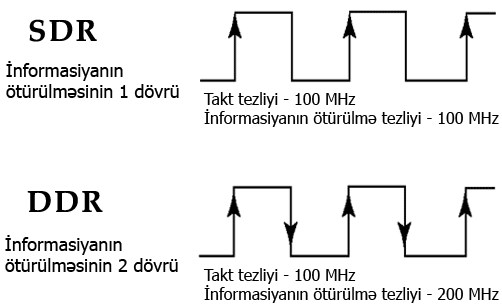 SDR
İnformasiyanın
ötürülməsinin 1 dövrü
Takt tezliyi - 100 MHz
İnformasiyanın ötürülmə tezliyi - 100 MHz
DDR
İnformasiyanın
ötürülməsinin 2 dövrü
Takt tezliyi - 100 MHz
İnformasiyanın ötürülmə tezliyi - 200 MHz